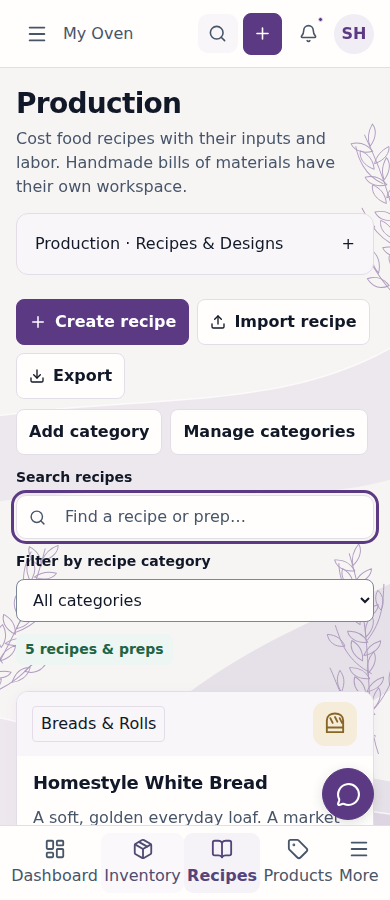 My Oven
SH
Production
Cost food recipes with their inputs and
labor. Handmade bills of materials have
their own workspace.
Production · Recipes & Designs
+
Create recipe
Import recipe
Export
Add category
Manage categories
Search recipes
Find a recipe or prep...
Filter by recipe category
All categories
5 recipes & preps
Breads & Rolls
Homestyle White Bread
A soft, golden everyday loaf. A market
Dashboard
Inventory
Recipes
Products
More